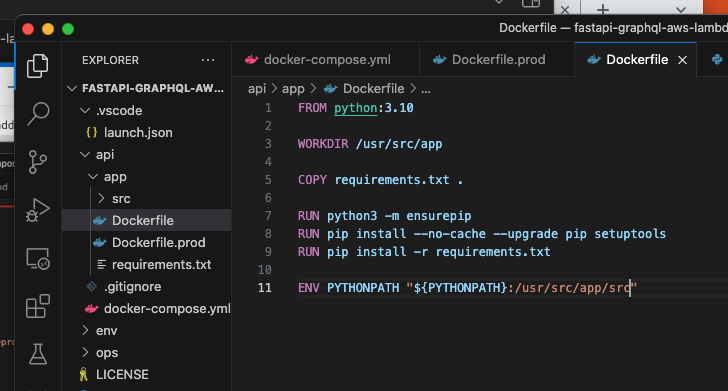 Dockerfile — fastapi-graphql-aws-lambd
EXPLORER
docker-compose.yml
Dockerfile.prod
Dockerfile
FASTAPI-GRAPHQL-AW...
.vscode
launch.json
api
app
src
Dockerfile
Dockerfile.prod
requirements.txt
.gitignore
docker-compose.yml
env
ops
LICENSE
api > app > Dockerfile > ...
1 FROM python:3.10
2
3 WORKDIR /usr/src/app
4
5 COPY requirements.txt .
6
7 RUN python3 -m ensurepip
8 RUN pip install --no-cache --upgrade pip setuptools
9 RUN pip install -r requirements.txt
10
11 ENV PYTHONPATH "${PYTHONPATH}:/usr/src/app/src"